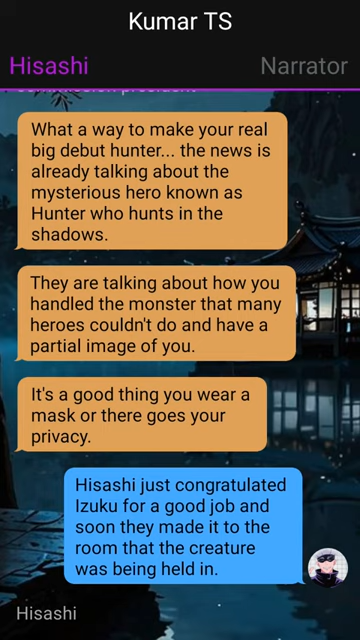 Kumar TS
Hisashi
Narrator
What a way to make your real
big debut hunter... the news is
already talking about the
mysterious hero known as
Hunter who hunts in the
shadows.
They are talking about how you
handled the monster that many
heroes couldn't do and have a
partial image of you.
It's a good thing you wear a
mask or there goes your
privacy.
Hisashi just congratulated
Izuku for a good job and
soon they made it to the
room that the creature
was being held in.
Hisashi